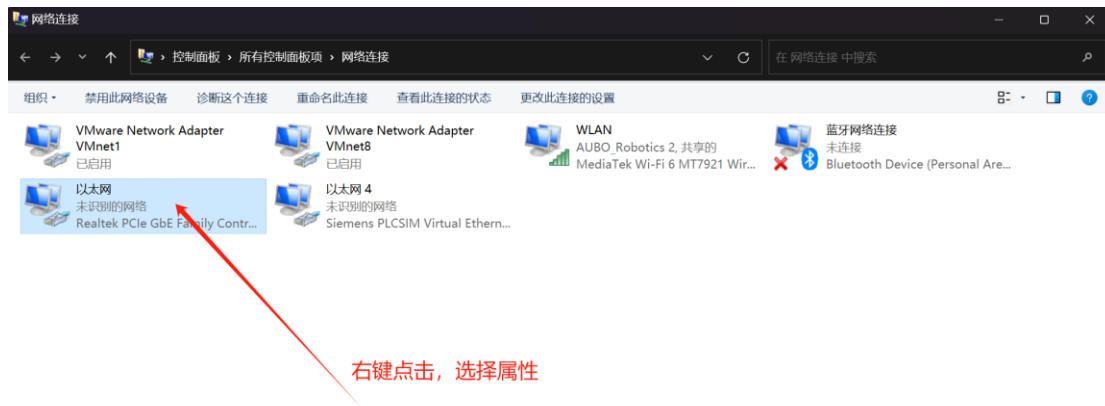 网络连接
控制面板 › 所有控制面板项 › 网络连接
在 网络连接 中搜索
组织 禁用此网络设备 诊断这个连接 重命名此连接 查看此连接的状态 更改此连接的设置
VMware Network Adapter
VMnet1
已启用
VMware Network Adapter
VMnet8
已启用
WLAN
AUBO_Robotics 2, 共享的
MediaTek Wi-Fi 6 MT7921 Wir...
蓝牙网络连接
未连接
Bluetooth Device (Personal Are...
以太网
未识别的网络
Realtek PCIe GbE Family Contr...
以太网 4
未识别的网络
Siemens PLCSIM Virtual Ethern...
右键点击，选择属性